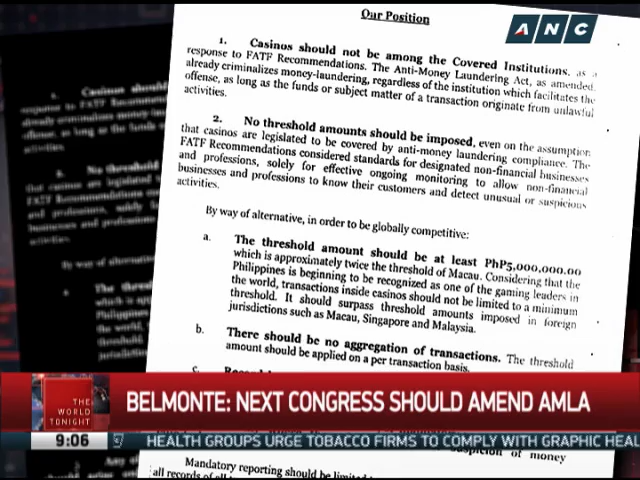 Our Position
ANC
1. Casinos should not be among the Covered Institutions, as a
response to FATF Recommendations. The Anti-Money Laundering Act, as amended,
already criminalizes money-laundering, regardless of the institution which facilitates the
offense, as long as the funds or subject matter of a transaction originate from unlawful
activities.
2. No threshold amounts should be imposed, even on the assumption
that casinos are legislated to be covered by anti-money laundering compliance. The
FATF Recommendations considered standards for designated non-financial businesses
and professions, solely for effective ongoing monitoring to allow non-financial
businesses and professions to know their customers and detect unusual or suspicious
activities.
By way of alternative, in order to be globally competitive:
a. The threshold amount should be at least PhP5,000,000.00
which is approximately twice the threshold of Macau. Considering that the
Philippines is beginning to be recognized as one of the gaming leaders in
the world, transactions inside casinos should not be limited to a minimum
threshold. It should surpass threshold amounts imposed in foreign
jurisdictions such as Macau, Singapore and Malaysia.
b. There should be no aggregation of transactions. The threshold
amount should be applied on a per transaction basis.
c.
THE
WORLD
TONIGHT
BELMONTE: NEXT CONGRESS SHOULD AMEND AMLA
9:06
HEALTH GROUPS URGE TOBACCO FIRMS TO COMPLY WITH GRAPHIC HEAL
suspicion of money
Mandatory reporting should be limited
all records of all